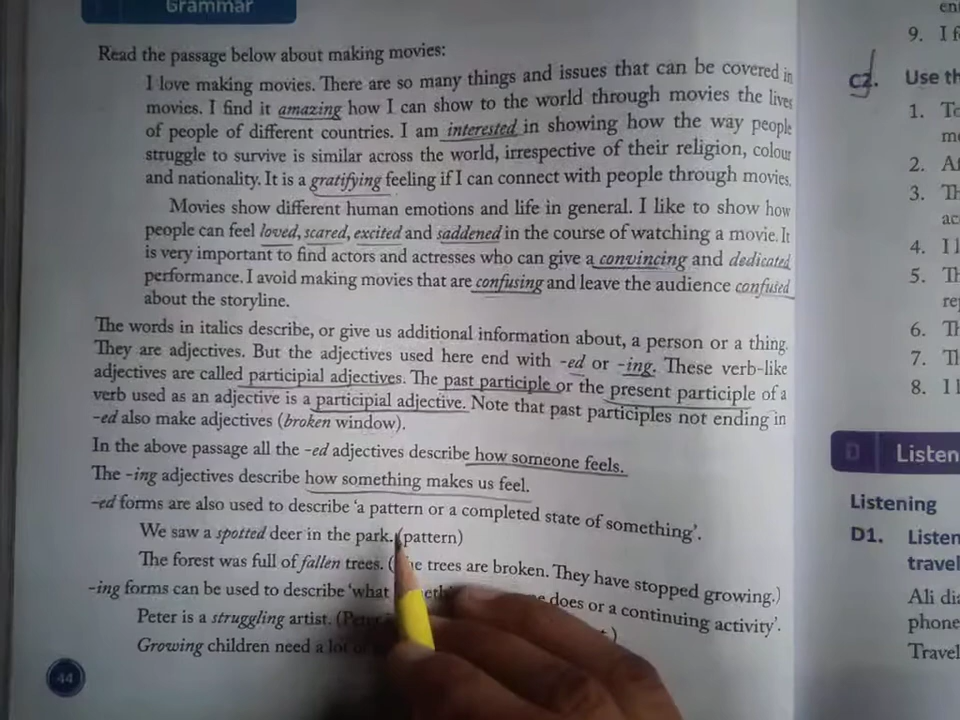 Grammar
Read the passage below about making movies:
I love making movies. There are so many things and issues that can be covered in
movies. I find it amazing how I can show to the world through movies the lives
of people of different countries. I am interested in showing how the way people
struggle to survive is similar across the world, irrespective of their religion, colour
and nationality. It is a gratifying feeling if I can connect with people through movies.
Movies show different human emotions and life in general. I like to show how
people can feel loved, scared, excited and saddened in the course of watching a movie. It
is very important to find actors and actresses who can give a convincing and dedicated
performance. I avoid making movies that are confusing and leave the audience confused
about the storyline.
The words in italics describe, or give us additional information about, a person or a thing.
They are adjectives. But the adjectives used here end with -ed or -ing. These verb-like
adjectives are called participial adjectives. The past participle or the present participle of a
verb used as an adjective is a participial adjective. Note that past participles not ending in
-ed also make adjectives (broken window).
In the above passage all the -ed adjectives describe how someone feels.
The -ing adjectives describe how something makes us feel.
-ed forms are also used to describe 'a pattern or a completed state of something'.
We saw a spotted deer in the park. (pattern)
The forest was full of fallen trees. ( trees are broken. They have stopped growing.)
-ing forms can be used to describe 'what does or a continuing activity'.
Peter is a struggling artist.
Growing children need a lot
44
9. I
C2. Use
1. To
2.
3.
4. I
5.
6.
7.
8. I
D Listen
Listening
D1. Listen
travel
Ali
phone
Travel